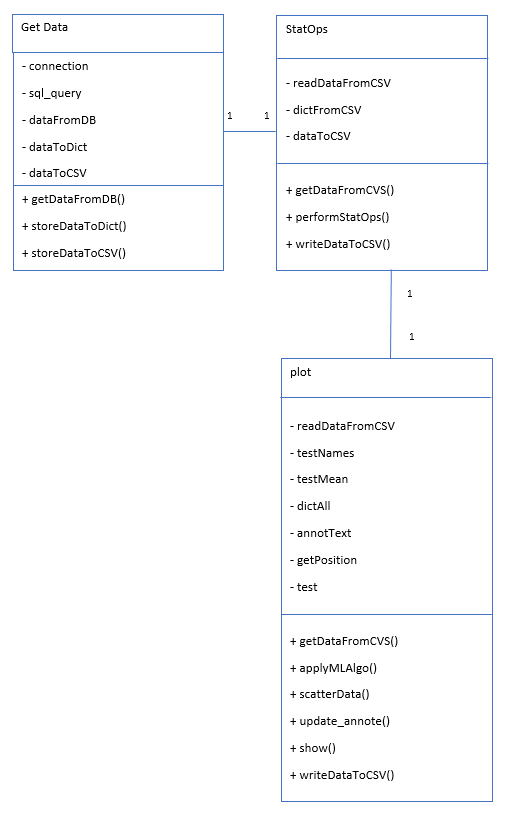 Get Data
- connection
- sql_query
- dataFromDB
- dataToDict
- dataToCSV
+ getDataFromDB()
+ storeDataToDict()
+ storeDataToCSV()
1
1
StatOps
- readDataFromCSV
- dictFromCSV
- dataToCSV
+ getDataFromCVS()
+ performStatOps()
+ writeDataToCSV()
1
1
plot
- readDataFromCSV
- testNames
- testMean
- dictAll
- annotText
- getPosition
- test
+ getDataFromCVS()
+ applyMLAlgo()
+ scatterData()
+ update_annote()
+ show()
+ writeDataToCSV()